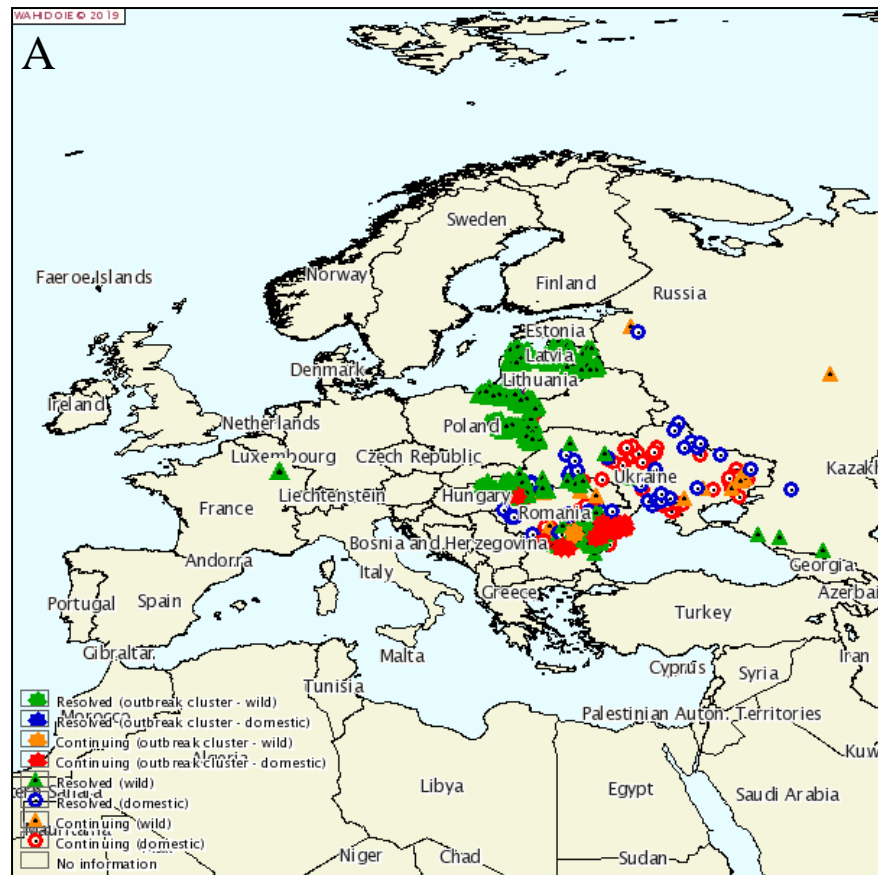 WAHIDOIE © 2019
A
Sweden
Faeroe Islands
Norway
Finland
Russia
Estonia
Latvia
Denmark
Lithuania
Ireland
Netherlands
Poland
Luxembourg
Czech Republic
Ukraine
Kazakh
Liechtenstein
Hungary
France
Romania
Bosnia and Herzegovina
Andorra
Italy
Georgia
Portugal
Spain
Greece
Azerbai
Turkey
Gibraltar
Malta
Cyprus
Syria
Iran
Tunisia
Resolved (outbreak cluster - wild)
Morocco
Palestinian Auton. Territories
Resolved (outbreak cluster - domestic)
Continuing (outbreak cluster - wild)
Kuw
Algeria
Continuing (outbreak cluster - domestic)
Resolved (wild)
Libya
Egypt
Saudi Arabia
Resolved (domestic)
Continuing (wild)
Continuing (domestic)
Niger
Chad
Sudan
No information